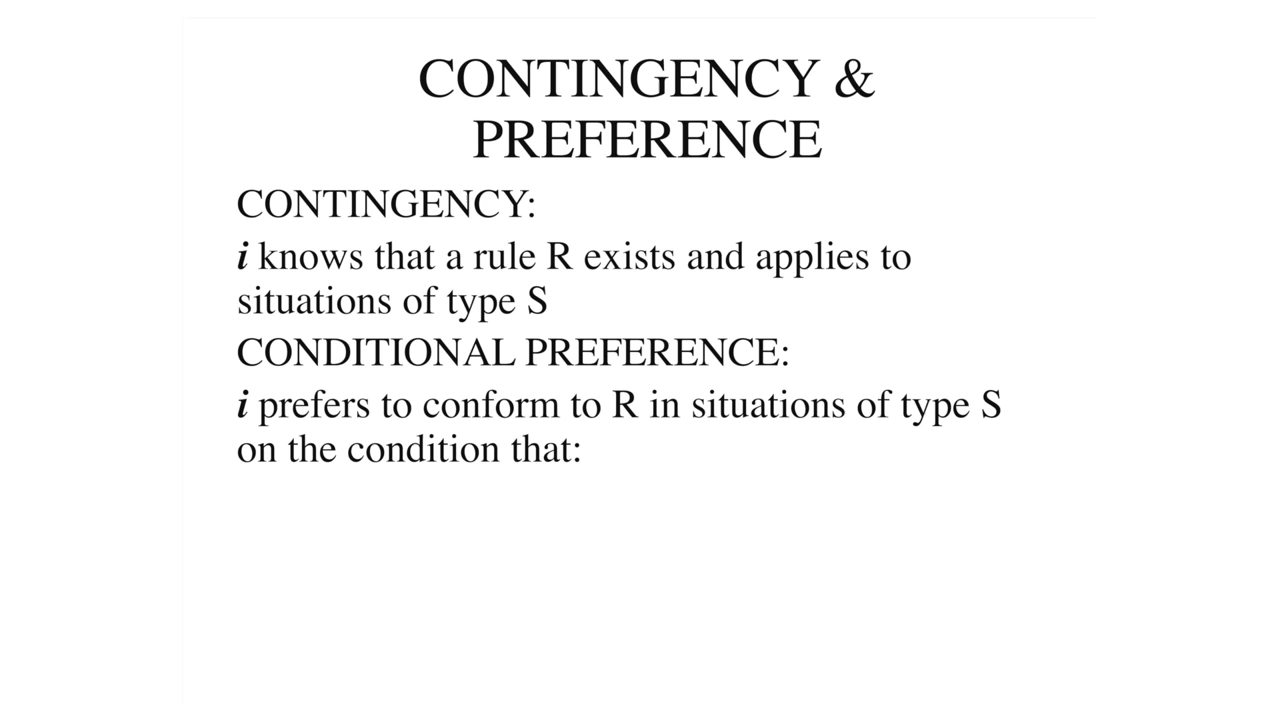 CONTINGENCY &
PREFERENCE
CONTINGENCY:
i knows that a rule R exists and applies to
situations of type S
CONDITIONAL PREFERENCE:
i prefers to conform to R in situations of type S
on the condition that: